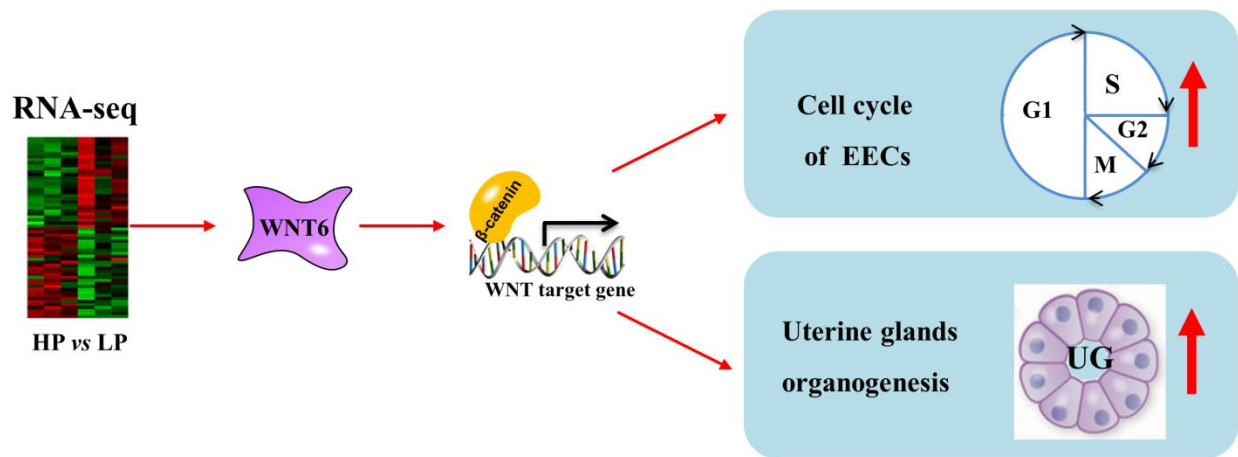 RNA-seq
HP vs LP
WNT6
β-catenin
WNT target gene
Cell cycle
of EECs
G1
S
G2
M
Uterine glands
organogenesis
UG